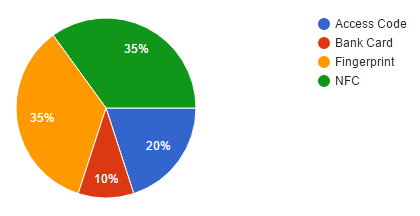 Access Code
Bank Card
Fingerprint
NFC
35%
35%
20%
10%